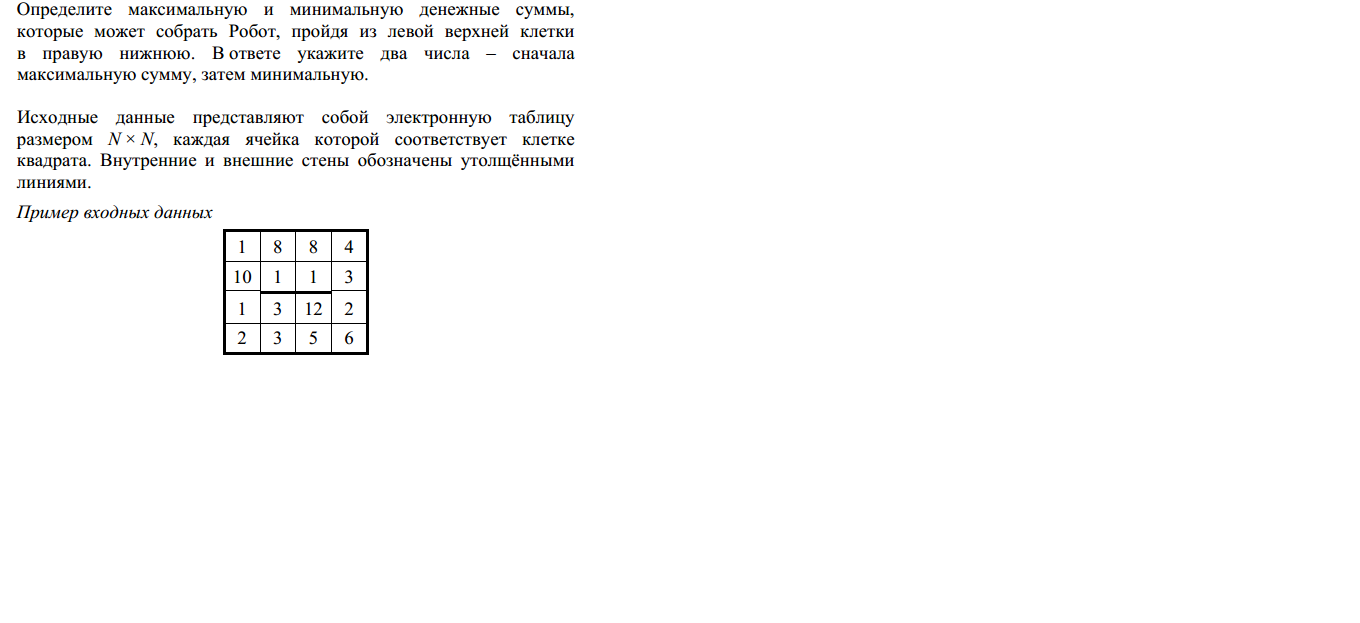 Определите максимальную и минимальную денежные суммы,
которые может собрать Робот, пройдя из левой верхней клетки
в правую нижнюю. В ответе укажите два числа – сначала
максимальную сумму, затем минимальную.
Исходные данные представляют собой электронную таблицу
размером N × N, каждая ячейка которой соответствует клетке
квадрата. Внутренние и внешние стены обозначены утолщёнными
линиями.
Пример входных данных
1 8 8 4
10 1 1 3
1 3 12 2
2 3 5 6